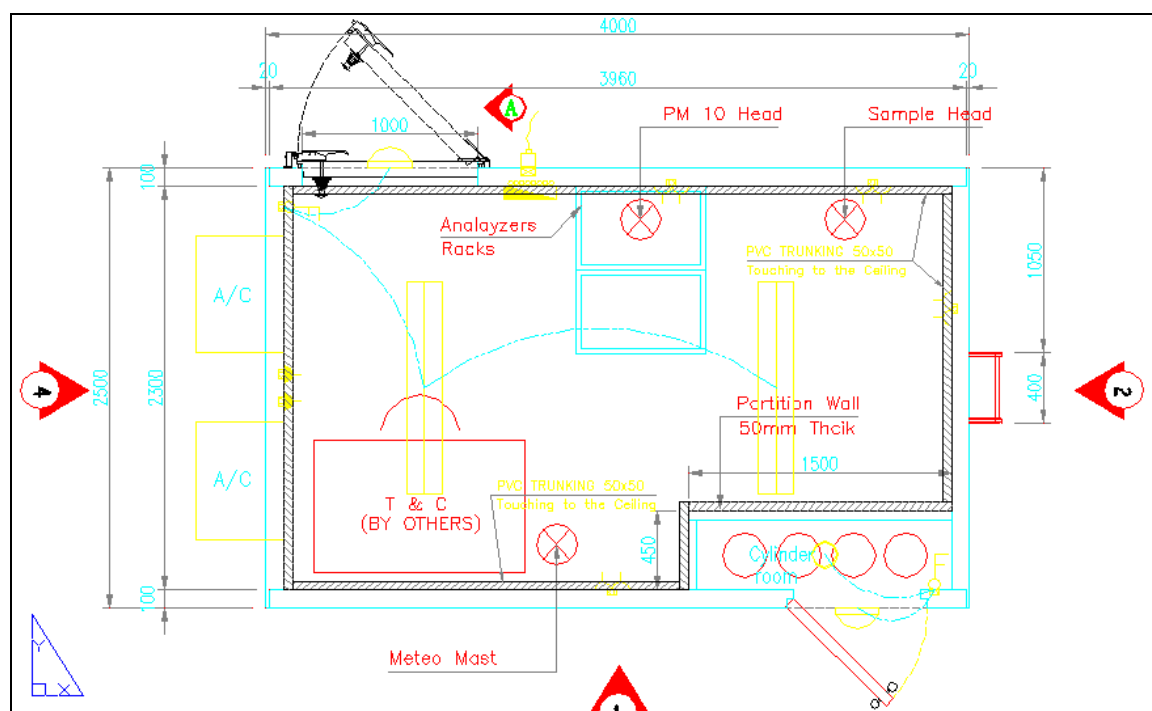 4000
20
3960
20
A
PM 10 Head
Sample Head
1000
100
Analayzers
Racks
PVC TRUNKING 50x50
Touching to the Ceiling
1050
A/C
4
2500
2300
2
400
Partition Wall
50mm Thcik
1500
A/C
T & C
(BY OTHERS)
PVC TRUNKING 50x50
Touching to the Ceiling
450
Cylinder
room
100
Meteo Mast
Y
X